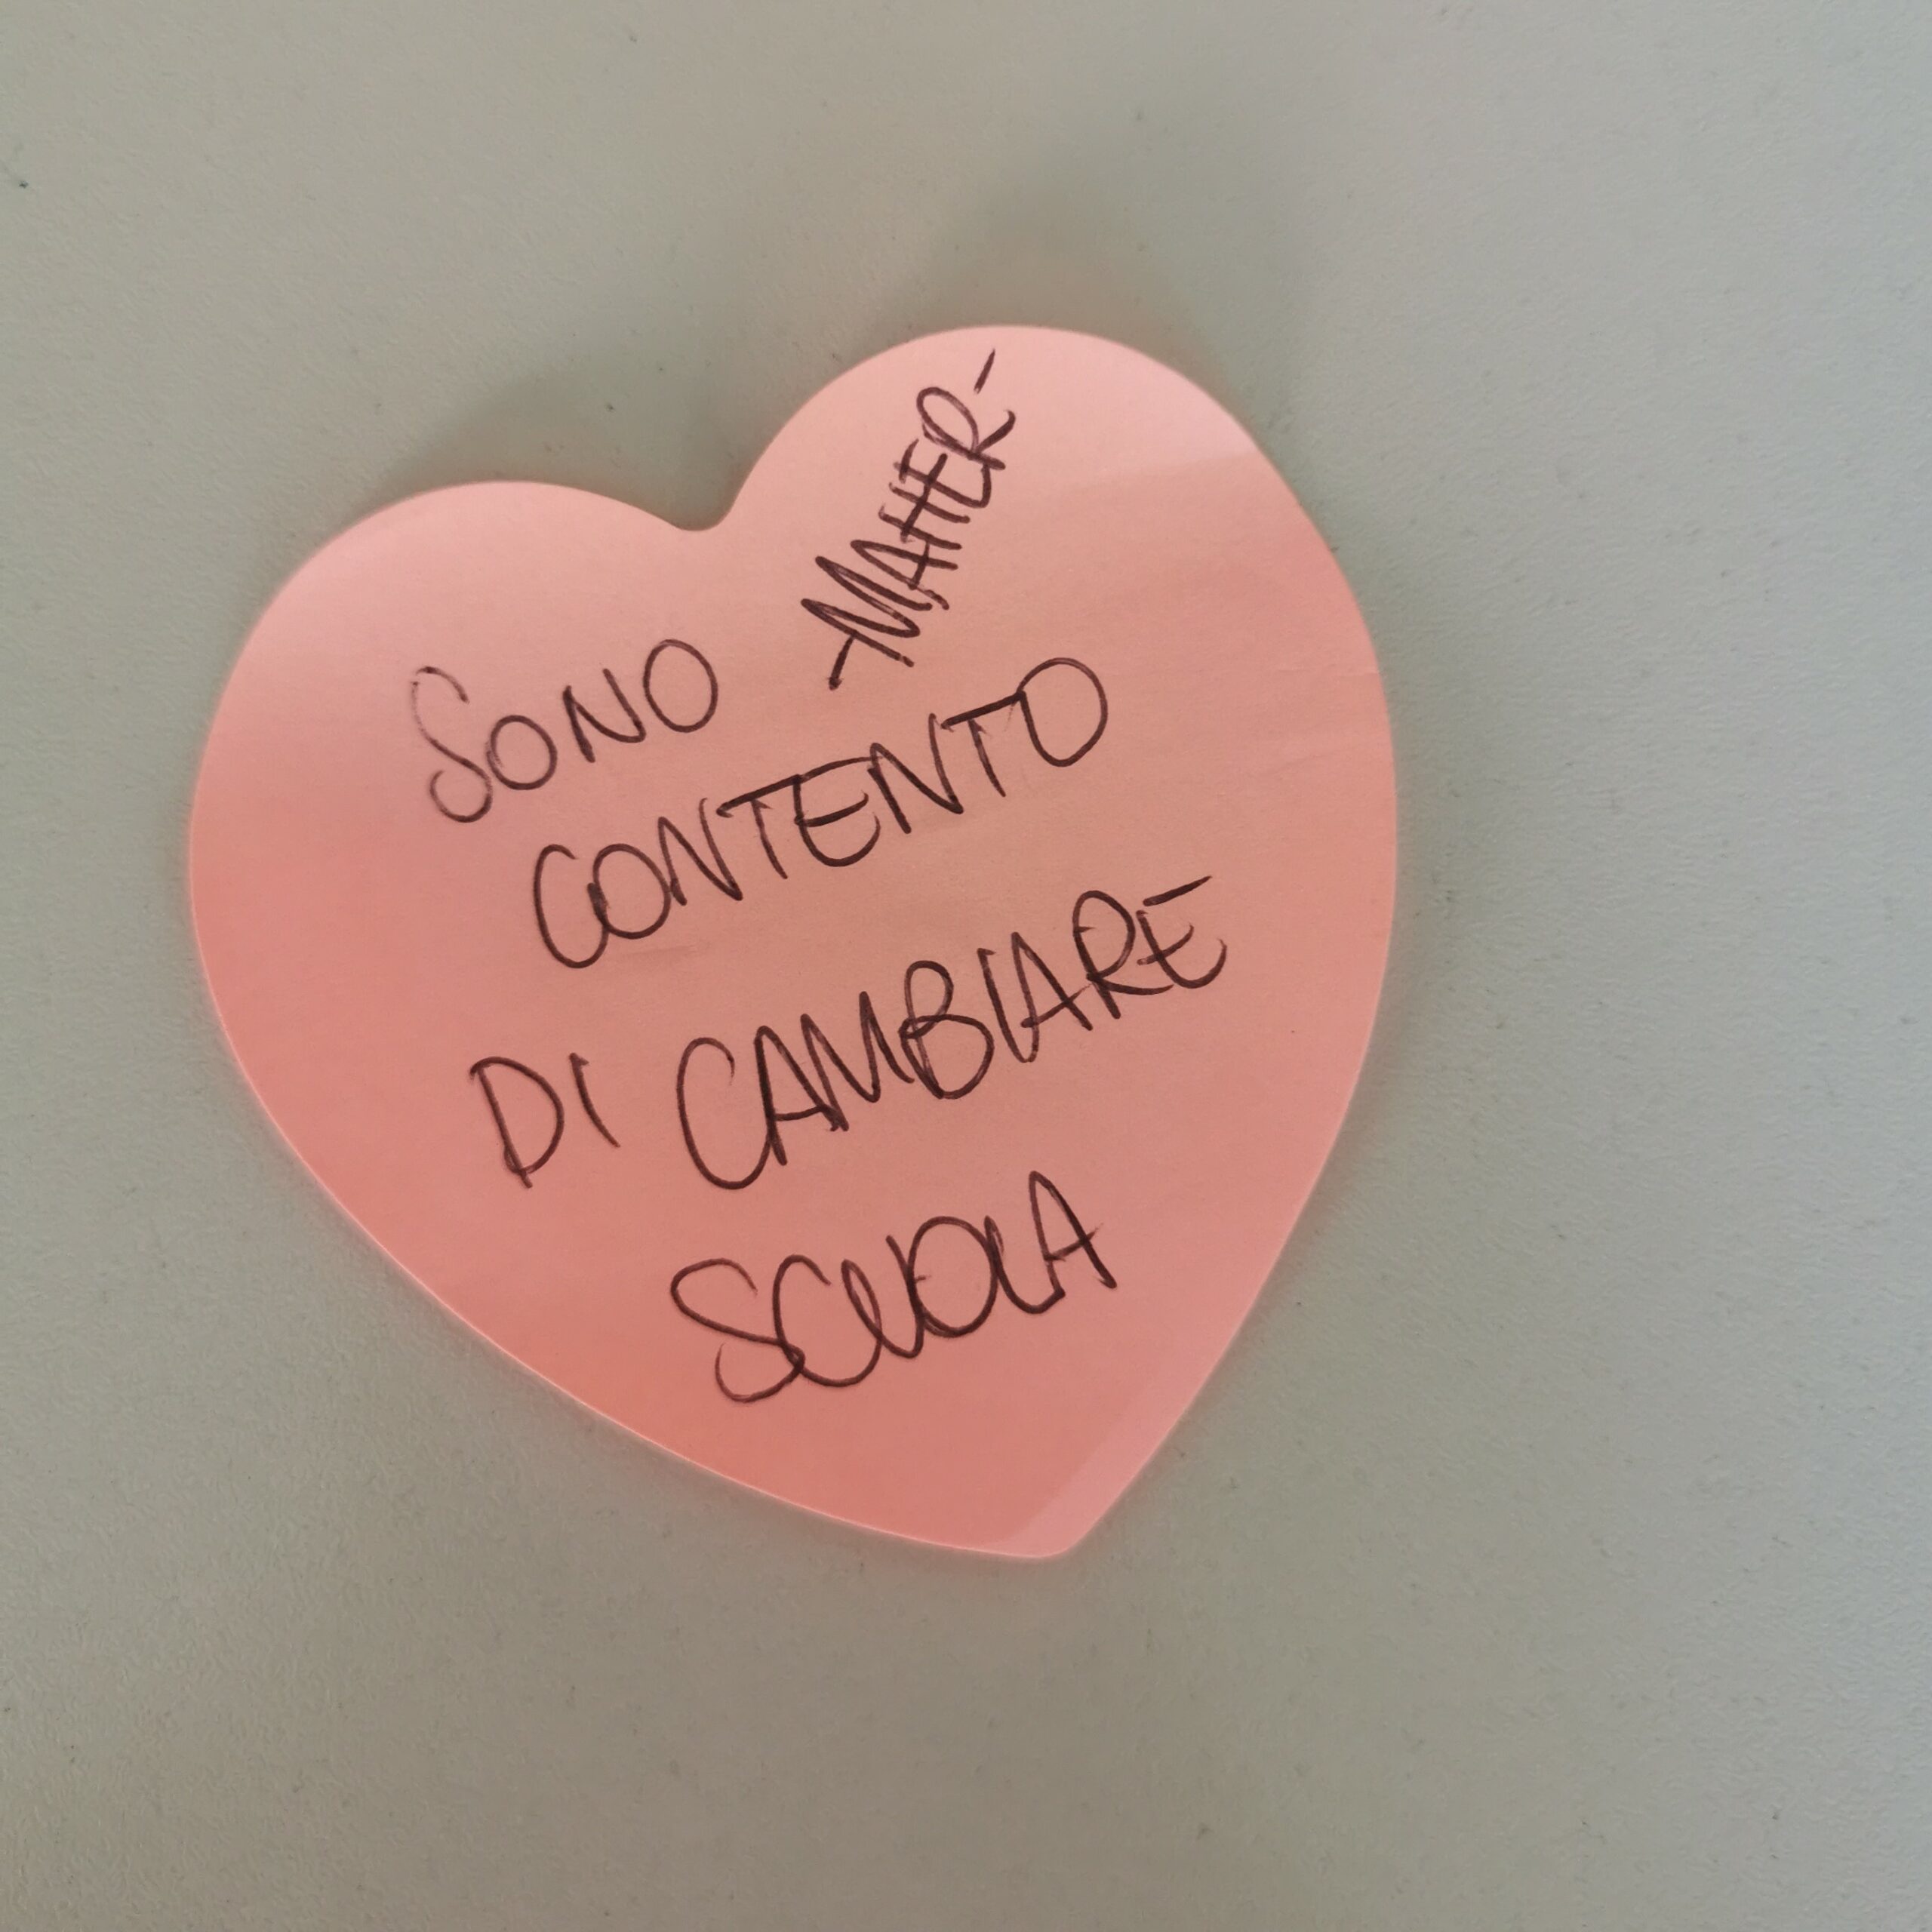 -MAHER-
SONO
CONTENTO
DI CAMBIARE
SCUOLA